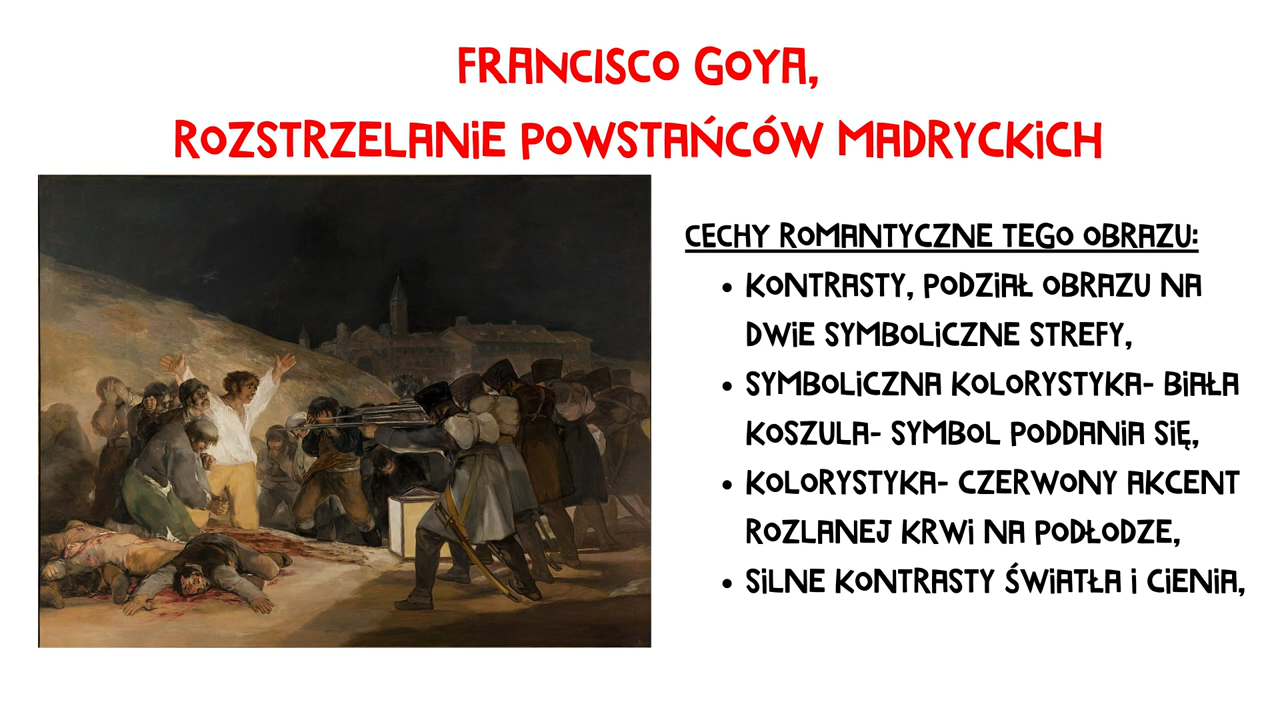 FRANCISCO GOYA,
ROZSTRZELANIE POWSTAŃCÓW MADRYCKICH
CECHY ROMANTYCZNE TEGO OBRAZU:
• KONTRASTY, PODZIAŁ OBRAZU NA
DWIE SYMBOLICZNE STREFY,
• SYMBOLICZNA KOLORYSTYKA- BIAŁA
KOSZULA- SYMBOL PODDANIA SIĘ,
• KOLORYSTYKA- CZERWONY AKCENT
ROZLANEJ KRWI NA PODŁODZE,
• SILNE KONTRASTY ŚWIATŁA I CIENIA,